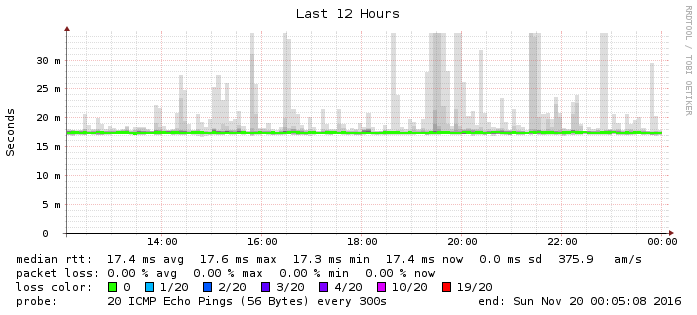 Last 12 Hours
RRDTOOL / TOBI OETIKER
Seconds
30 m
25 m
20 m
15 m
10 m
5 m
0
14:00 16:00 18:00 20:00 22:00 00:00
median rtt: 17.4 ms avg 17.6 ms max 17.3 ms min 17.4 ms now 0.0 ms sd 375.9 am/s
packet loss: 0.00 % avg 0.00 % max 0.00 % min 0.00 % now
loss color: 0 1/20 2/20 3/20 4/20 10/20 19/20
probe: 20 ICMP Echo Pings (56 Bytes) every 300s end: Sun Nov 20 00:05:08 2016